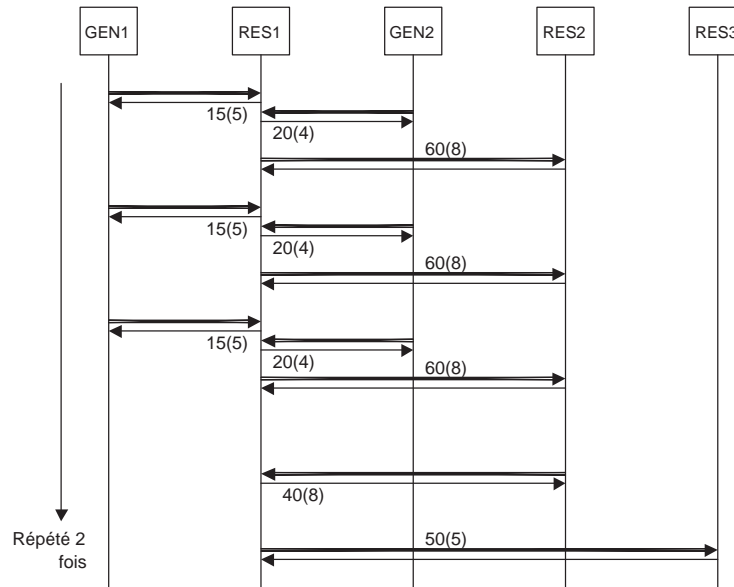 GEN1
RES1
GEN2
RES2
RES3
15(5)
20(4)
60(8)
15(5)
20(4)
60(8)
15(5)
20(4)
60(8)
40(8)
Répété 2
fois
50(5)